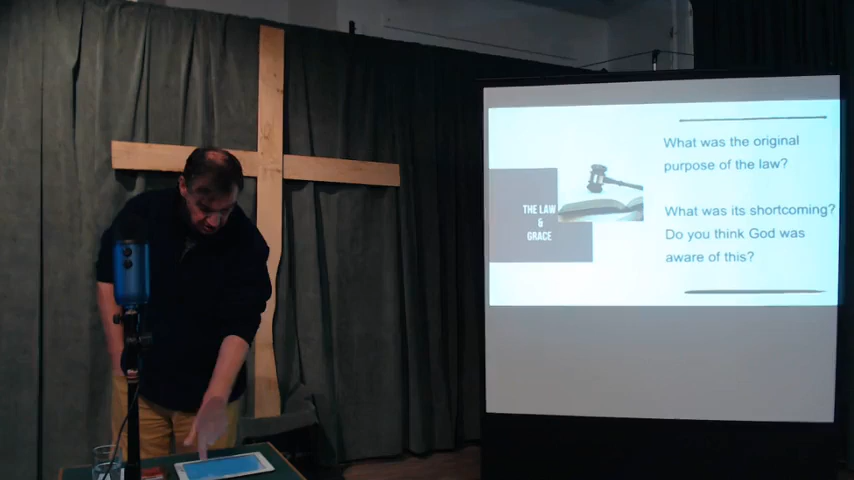 THE LAW
&
GRACE
What was the original
purpose of the law?
What was its shortcoming?
Do you think God was
aware of this?